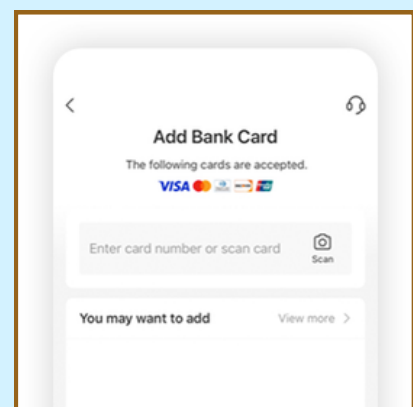 Add Bank Card
The following cards are accepted.
VISA
Enter card number or scan card
Scan
You may want to add View more